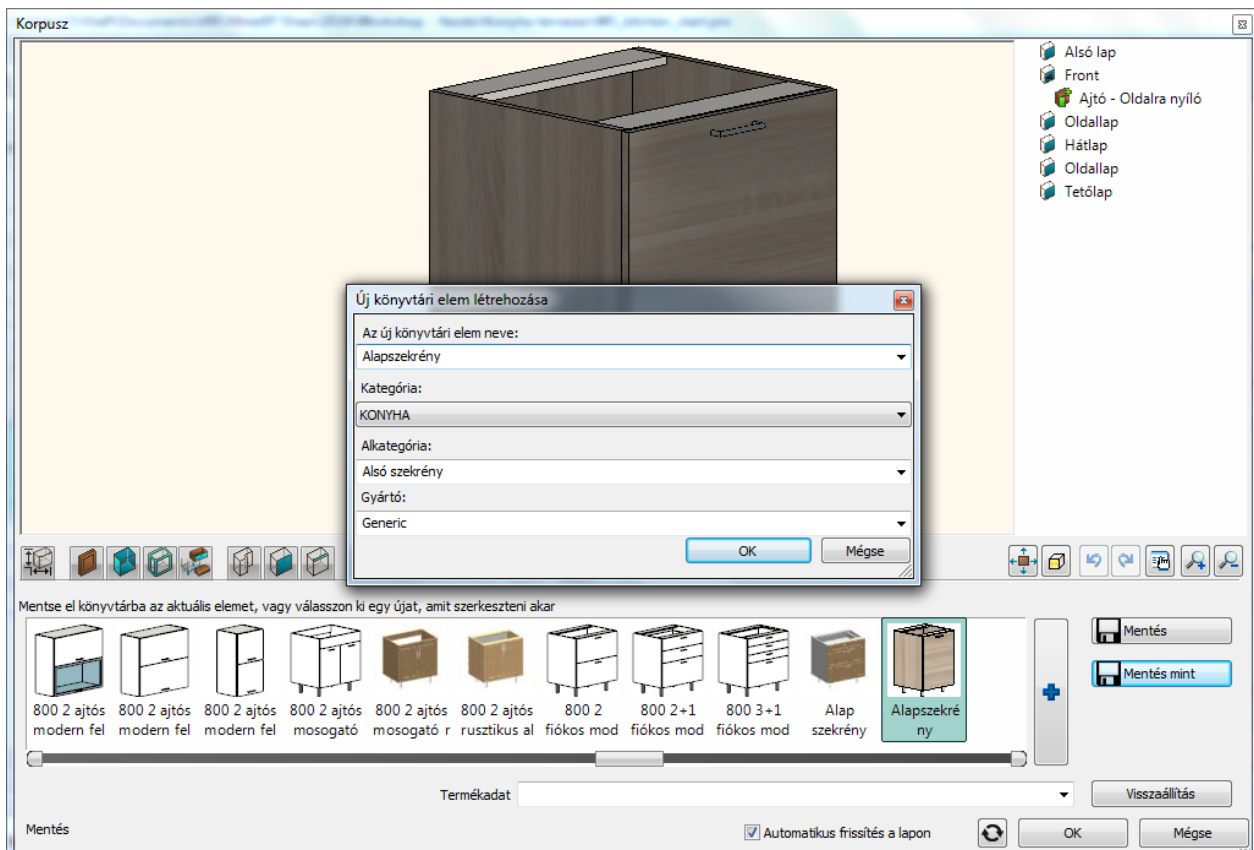 Korpusz
Alsó lap
Front
Ajtó - Oldalra nyíló
Oldallap
Hátlap
Oldallap
Tetőlap
Új könyvtári elem létrehozása
Az új könyvtári elem neve:
Alapszekrény
Kategória:
KONYHA
Alkategória:
Alsó szekrény
Gyártó:
Generic
OK Mégse
Mentse el könyvtárba az aktuális elemet, vagy válasszon ki egy újat, amit szerkeszteni akar
800 2 ajtós 800 2 ajtós 800 2 ajtós 800 2 ajtós 800 2 ajtós 800 2 ajtós 800 2 800 2+1 800 3+1 Alap Alapszekré
modern fel modern fel modern fel mosogató mosogató r rusztikus al fiókos mod fiókos mod fiókos mod szekrény ny
Mentés
Mentés mint
Termékadat Visszaállítás
Mentés Automatikus frissítés a lapon OK Mégse